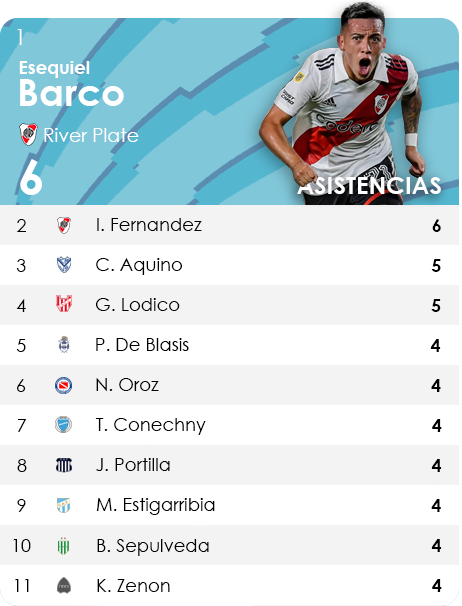 1
Esequiel
Barco
River Plate
6
ASISTENCIAS
2 I. Fernandez 6
3 C. Aquino 5
4 G. Lodico 5
5 P. De Blasis 4
6 N. Oroz 4
7 T. Conechny 4
8 J. Portilla 4
9 M. Estigarribia 4
10 B. Sepulveda 4
11 K. Zenon 4